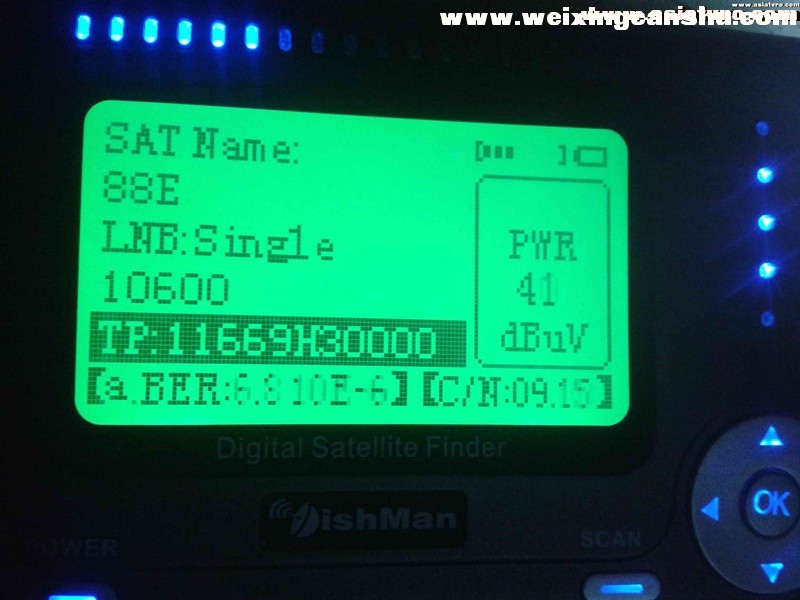 www.weixingcanshu.com
SAT Name:
88E
LNB:Single
10600
TP:11669H30000
PWR
41
dBuV
[a.BER:6.8 10E-6] [C/N:09.15]
Digital Satellite Finder
DishMan
POWER
SCAN
OK